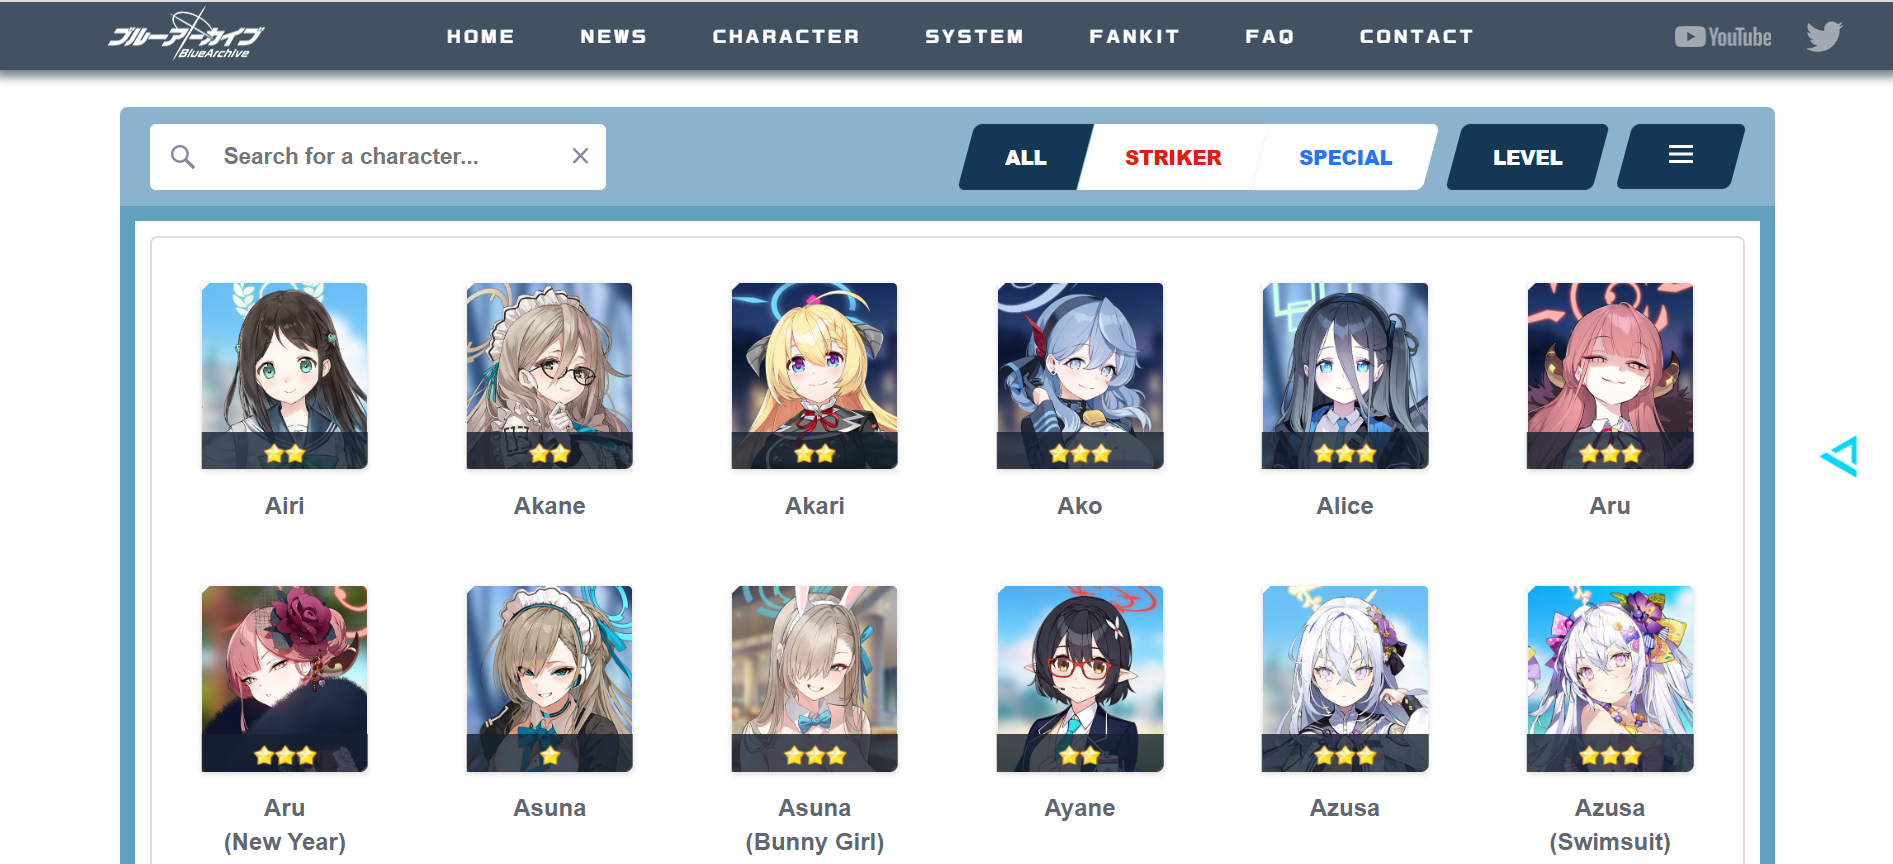 ブルーアーカイブ
BlueArchive
HOME NEWS CHARACTER SYSTEM FANKIT FAQ CONTACT
YouTube
Search for a character...
ALL STRIKER SPECIAL LEVEL
Airi Akane Akari Ako Alice Aru
Aru Asuna Asuna Ayane Azusa Azusa
(New Year) (Bunny Girl) (Swimsuit)